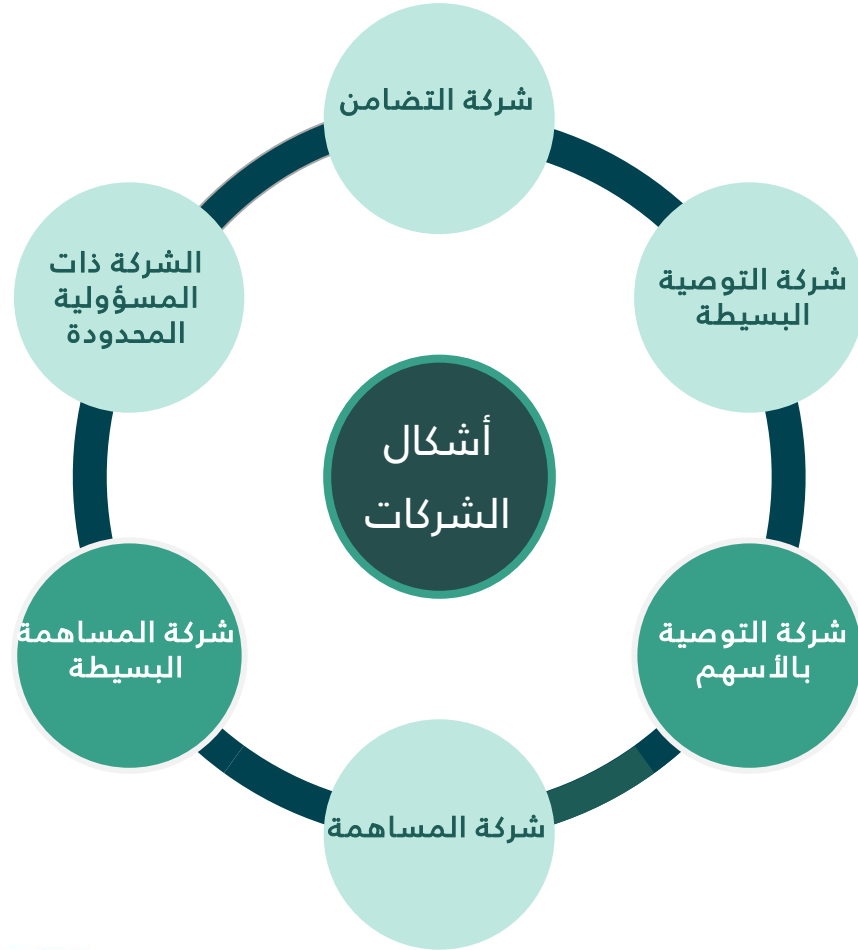 شركة التضامن
شركة التوصية
البسيطة
الشركة ذات
المسؤولية
المحدودة
أشكال
الشركات
شركة التوصية
بالأسهم
شركة المساهمة
البسيطة
شركة المساهمة